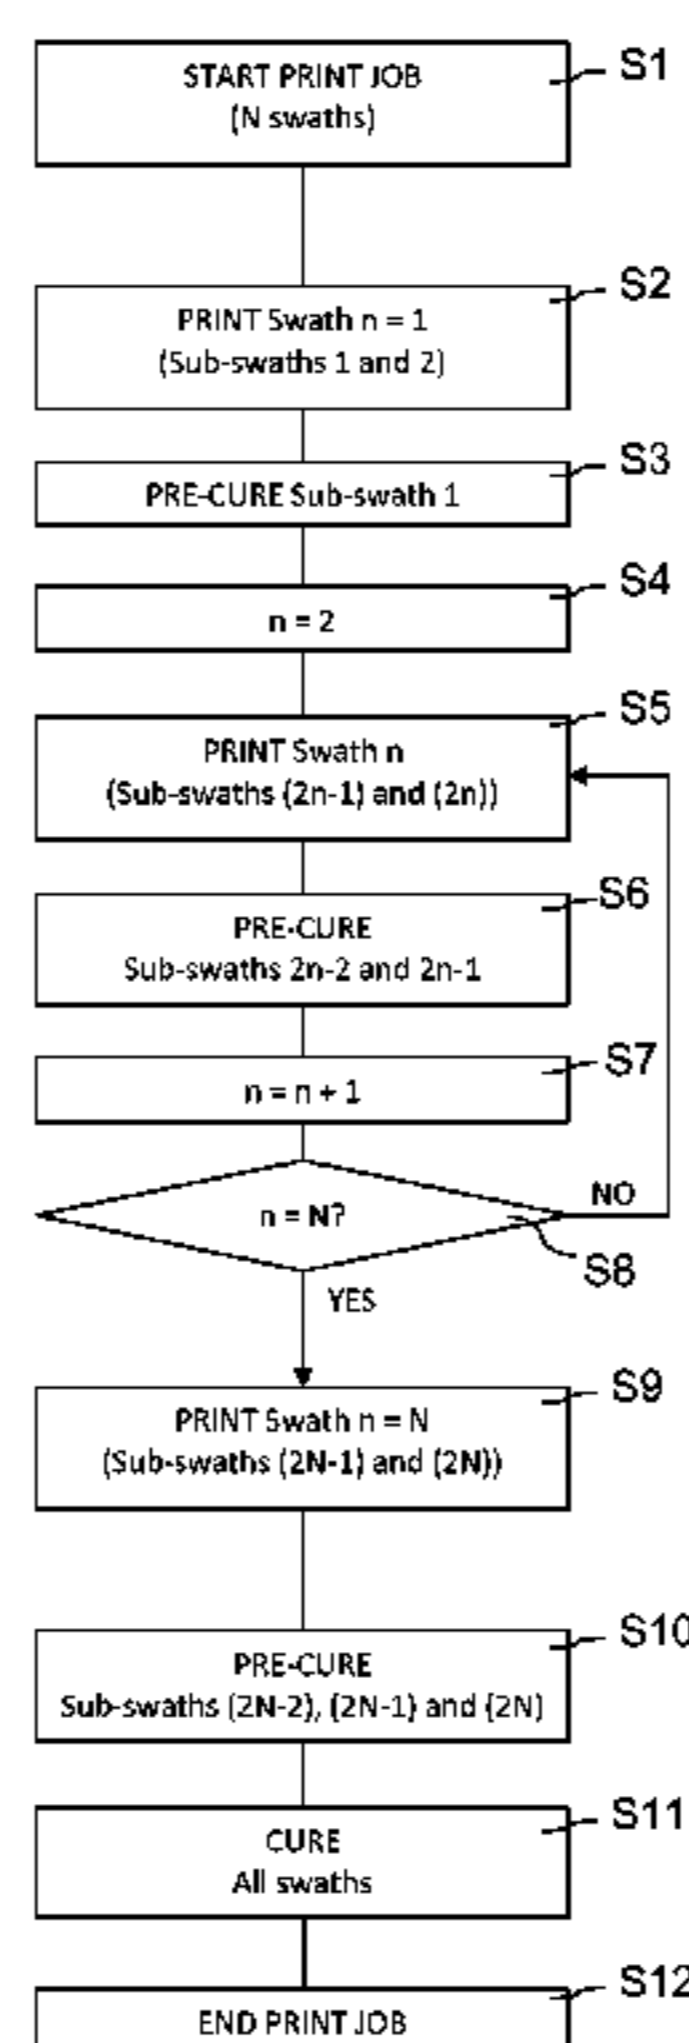 START PRINT JOB
(N swaths)
S1
PRINT Swath n = 1
(Sub-swaths 1 and 2)
S2
PRE-CURE Sub-swath 1
S3
n = 2
S4
PRINT Swath n
(Sub-swaths (2n-1) and (2n))
S5
PRE-CURE
Sub-swaths 2n-2 and 2n-1
S6
n = n + 1
S7
n = N?
NO
S8
YES
PRINT Swath n = N
(Sub-swaths (2N-1) and (2N))
S9
PRE-CURE
Sub-swaths (2N-2), (2N-1) and (2N)
S10
CURE
All swaths
S11
END PRINT JOB
S12